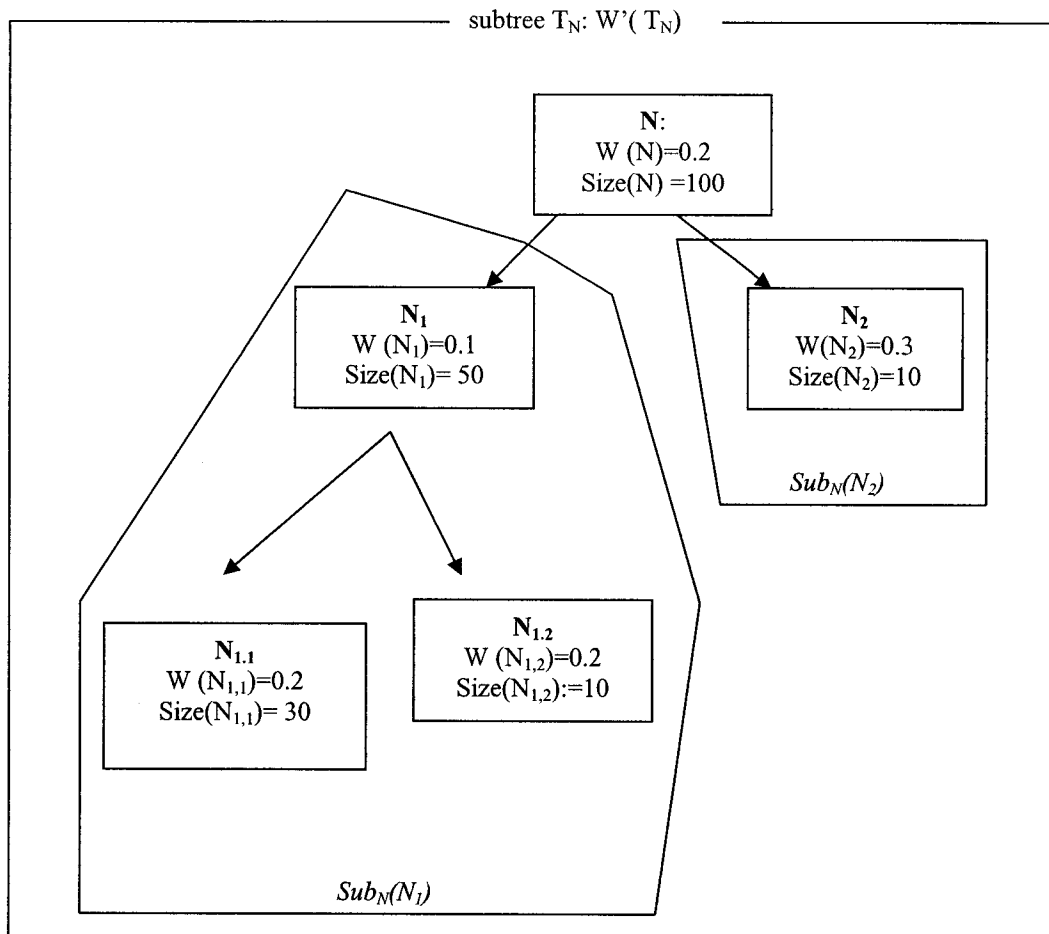 subtree T_N: W’( T_N)
N:
W (N)=0.2
Size(N) =100
N_1
W (N_1)=0.1
Size(N_1)= 50
N_2
W(N_2)=0.3
Size(N_2)=10
Sub_N(N_2)
N_1.1
W (N_1,1)=0.2
Size(N_1,1)= 30
N_1.2
W (N_1,2)=0.2
Size(N_1,2):=10
Sub_N(N_1)